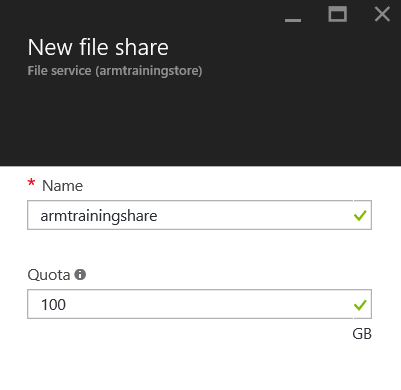 New file share
File service (armtrainingstore)
* Name
armtrainingshare
Quota
100
GB